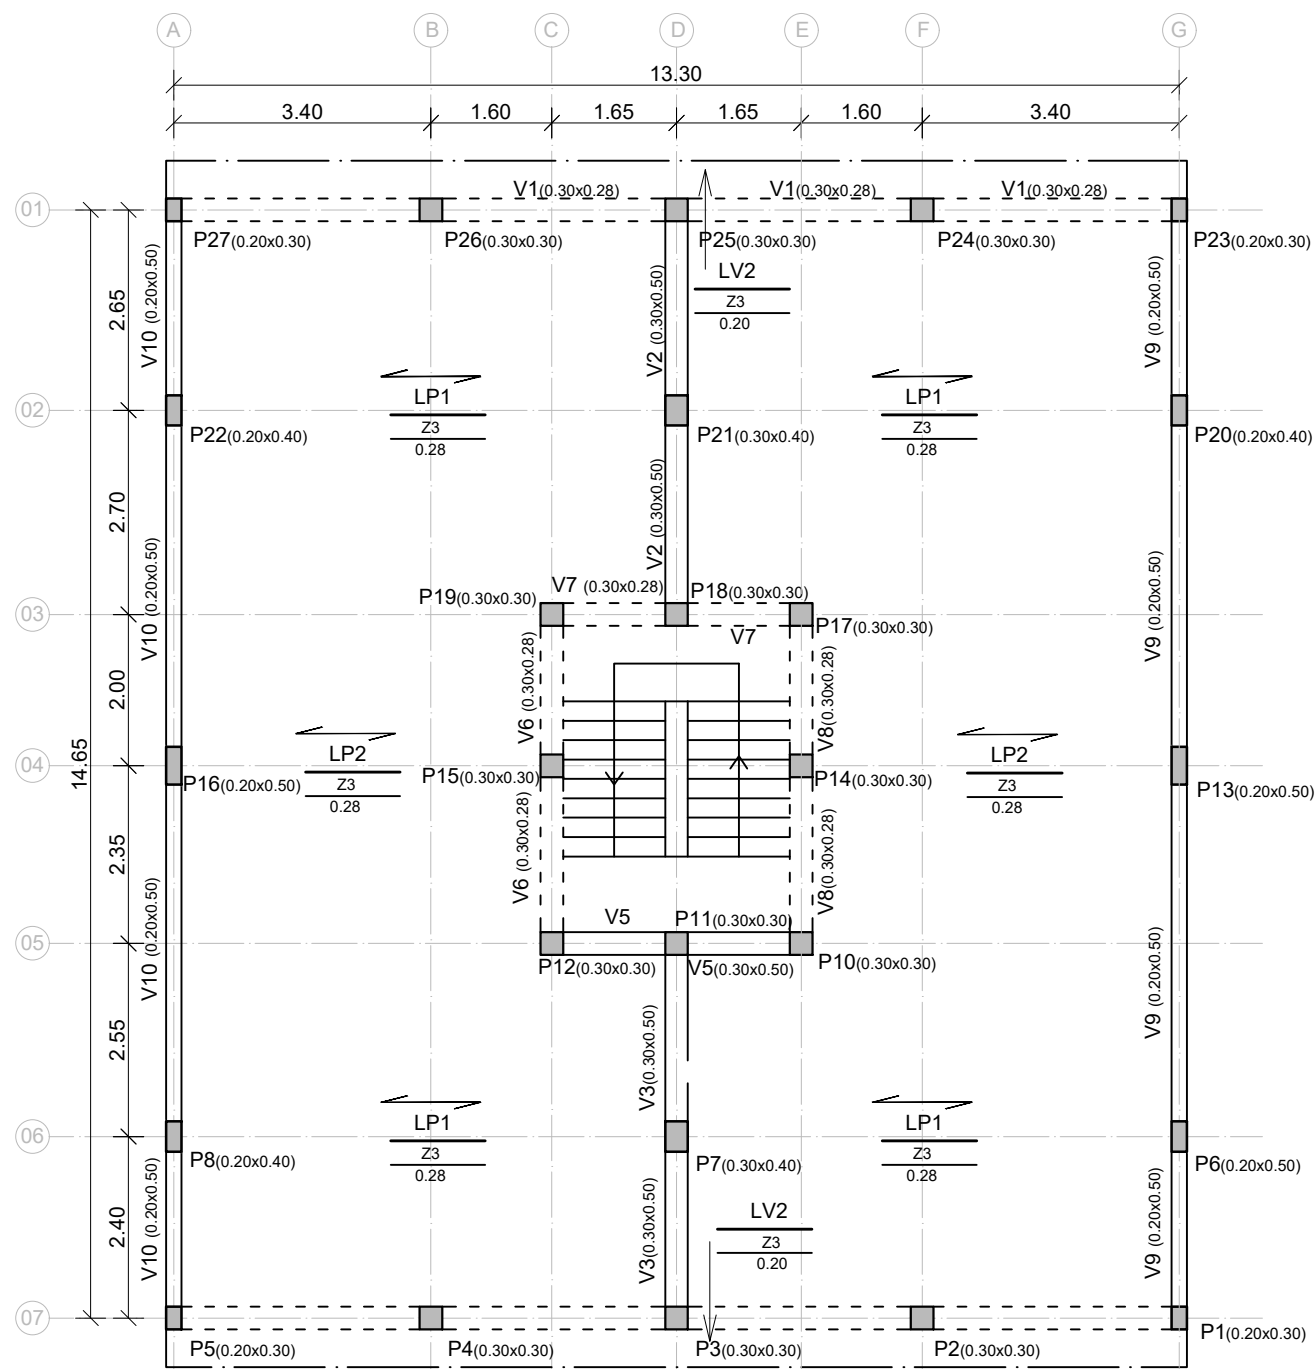 A B C D E F G
13.30
3.40 1.60 1.65 1.65 1.60 3.40
V1(0.30x0.28) V1(0.30x0.28) V1(0.30x0.28)
01
P27(0.20x0.30) P26(0.30x0.30) P25(0.30x0.30) P24(0.30x0.30) P23(0.20x0.30)
V10 (0.20x0.50)
2.65
V2 (0.30x0.50)
LV2
Z3
0.20
V9 (0.20x0.50)
LP1
Z3
0.28
LP1
Z3
0.28
02
P22(0.20x0.40) P21(0.30x0.40) P20(0.20x0.40)
2.70
V10 (0.20x0.50)
V2 (0.30x0.50)
V9 (0.20x0.50)
03
P19(0.30x0.30) V7 (0.30x0.28) P18(0.30x0.30)
P17(0.30x0.30)
V7
2.00
V6 (0.30x0.28)
V8(0.30x0.28)
14.65
LP2
Z3
0.28
LP2
Z3
0.28
04
P16(0.20x0.50) P15(0.30x0.30) P14(0.30x0.30) P13(0.20x0.50)
2.35
V6 (0.30x0.28)
V8(0.30x0.28)
V10 (0.20x0.50)
V9 (0.20x0.50)
V5 P11(0.30x0.30)
05
P12(0.30x0.30) V5(0.30x0.50) P10(0.30x0.30)
2.55
V3(0.30x0.50)
LP1
Z3
0.28
LP1
Z3
0.28
06
P8(0.20x0.40) P7(0.30x0.40) P6(0.20x0.50)
2.40
V10 (0.20x0.50)
V3(0.30x0.50)
LV2
Z3
0.20
V9 (0.20x0.50)
07
P5(0.20x0.30) P4(0.30x0.30) P3(0.30x0.30) P2(0.30x0.30) P1(0.20x0.30)